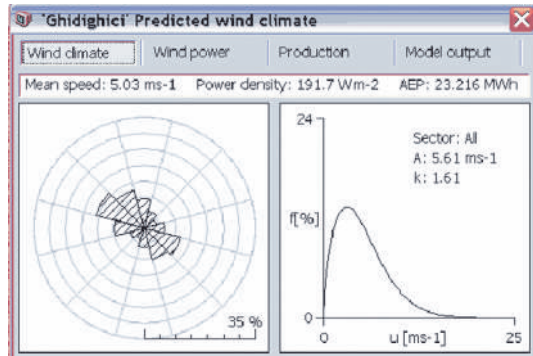 'Ghidighici' Predicted wind climate
Wind climate Wind power Production Model output
Mean speed: 5.03 ms-1 Power density: 191.7 Wm-2 AEP: 23.216 MWh
24
Sector: All
A: 5.61 ms-1
k: 1.61
f[%]
35 %
0
0 u [ms-1] 25